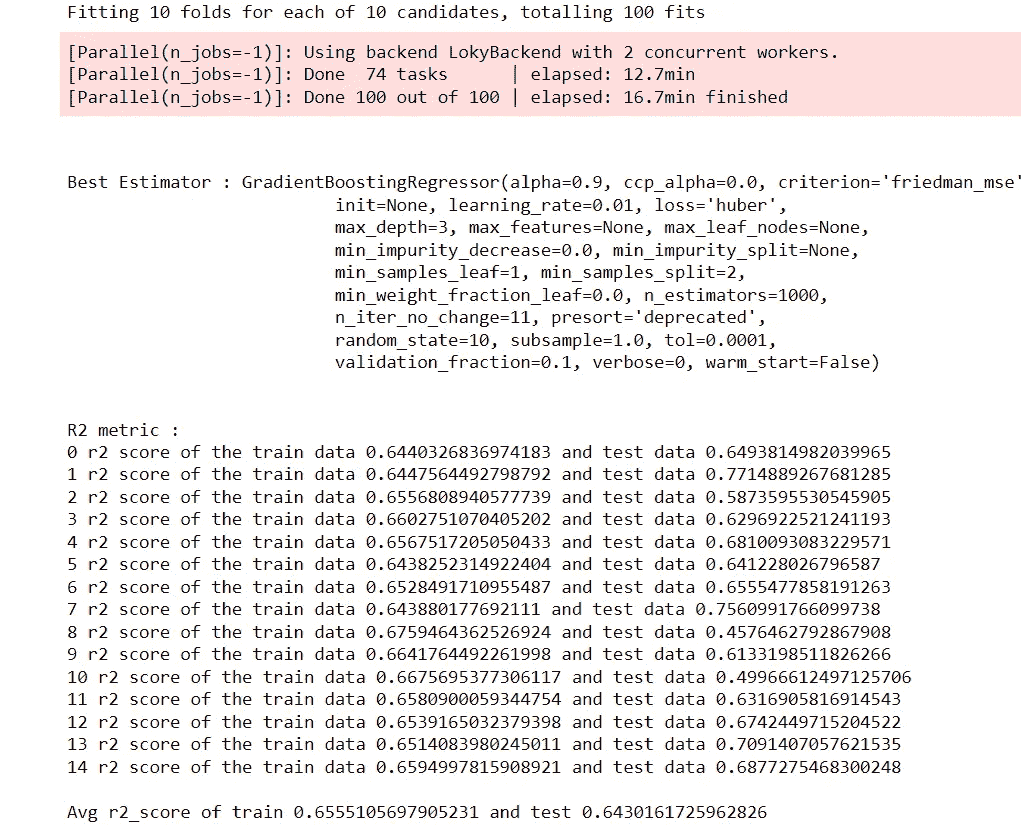 Fitting 10 folds for each of 10 candidates, totalling 100 fits
[Parallel(n_jobs=-1)]: Using backend LokyBackend with 2 concurrent workers.
[Parallel(n_jobs=-1)]: Done  74 tasks      | elapsed: 12.7min
[Parallel(n_jobs=-1)]: Done 100 out of 100 | elapsed: 16.7min finished
Best Estimator : GradientBoostingRegressor(alpha=0.9, ccp_alpha=0.0, criterion='friedman_mse'
init=None, learning_rate=0.01, loss='huber',
max_depth=3, max_features=None, max_leaf_nodes=None,
min_impurity_decrease=0.0, min_impurity_split=None,
min_samples_leaf=1, min_samples_split=2,
min_weight_fraction_leaf=0.0, n_estimators=1000,
n_iter_no_change=11, presort='deprecated',
random_state=10, subsample=1.0, tol=0.0001,
validation_fraction=0.1, verbose=0, warm_start=False)
R2 metric :
0 r2 score of the train data 0.6440326836974183 and test data 0.6493814982039965
1 r2 score of the train data 0.6447564492798792 and test data 0.7714889267681285
2 r2 score of the train data 0.6556808940577739 and test data 0.5873595530545905
3 r2 score of the train data 0.6602751070405202 and test data 0.6296922521241193
4 r2 score of the train data 0.6567517205050433 and test data 0.6810093083229571
5 r2 score of the train data 0.6438252314922404 and test data 0.641228026796587
6 r2 score of the train data 0.6528491710955487 and test data 0.6555477858191263
7 r2 score of the train data 0.643880177692111 and test data 0.7560991766099738
8 r2 score of the train data 0.6759464362526924 and test data 0.4576462792867908
9 r2 score of the train data 0.6641764492261998 and test data 0.6133198511826266
10 r2 score of the train data 0.6675695377306117 and test data 0.49966612497125706
11 r2 score of the train data 0.6580900059344754 and test data 0.6316905816914543
12 r2 score of the train data 0.6539165032379398 and test data 0.6742449715204522
13 r2 score of the train data 0.6514083980245011 and test data 0.7091407057621535
14 r2 score of the train data 0.6594997815908921 and test data 0.6877275468300248
Avg r2_score of train 0.6555105697905231 and test 0.6430161725962826